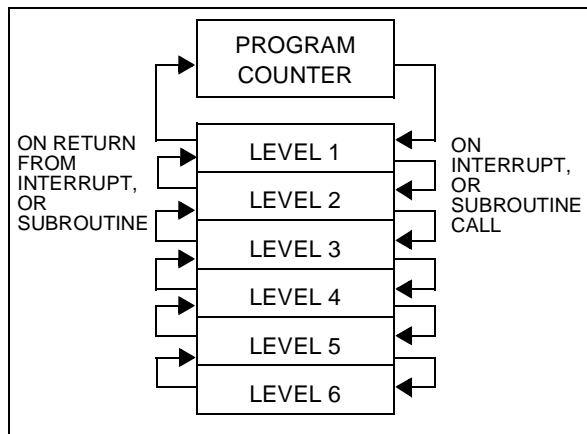 PROGRAM
COUNTER
ON RETURN
FROM
INTERRUPT,
OR
SUBROUTINE
LEVEL 1
LEVEL 2
LEVEL 3
LEVEL 4
LEVEL 5
LEVEL 6
ON
INTERRUPT,
OR
SUBROUTINE
CALL